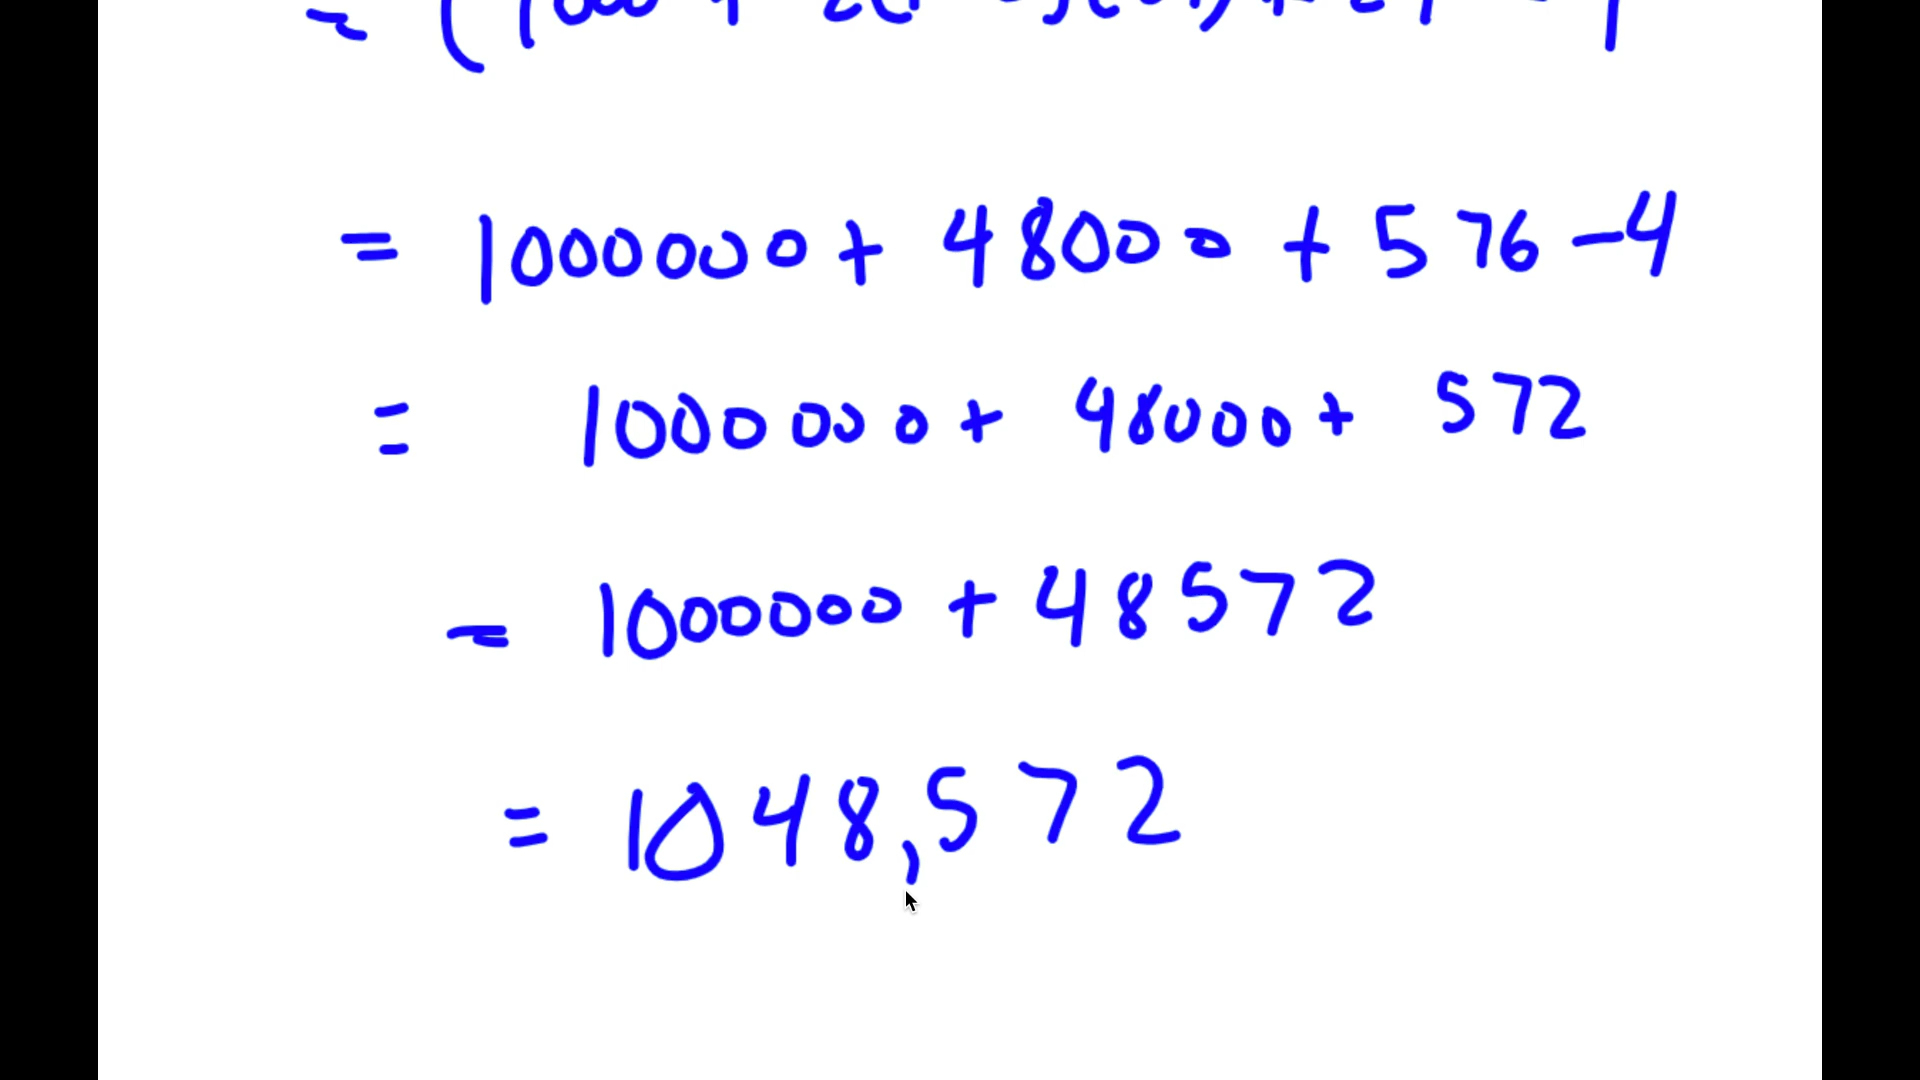 = 1000000 + 48000 + 576 - 4
= 1000000 + 48000 + 572
= 1000000 + 48572
= 1048,572